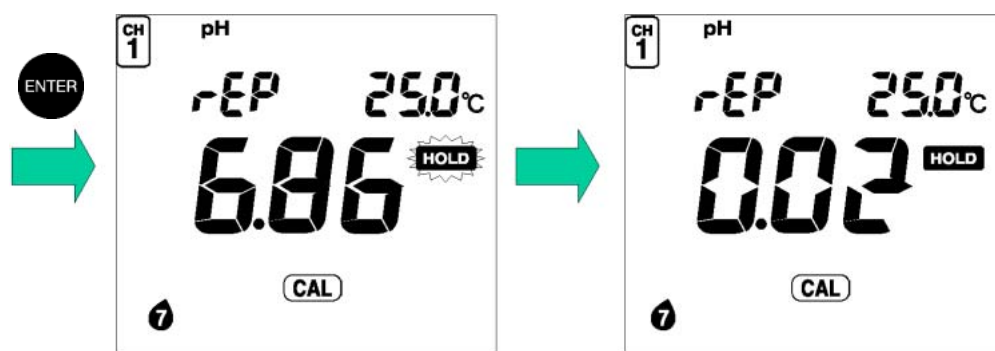 ENTER
CH 1 pH
rEP 25.0℃
6.86 HOLD
CAL
7
CH 1 pH
rEP 25.0℃
0.02 HOLD
CAL
7